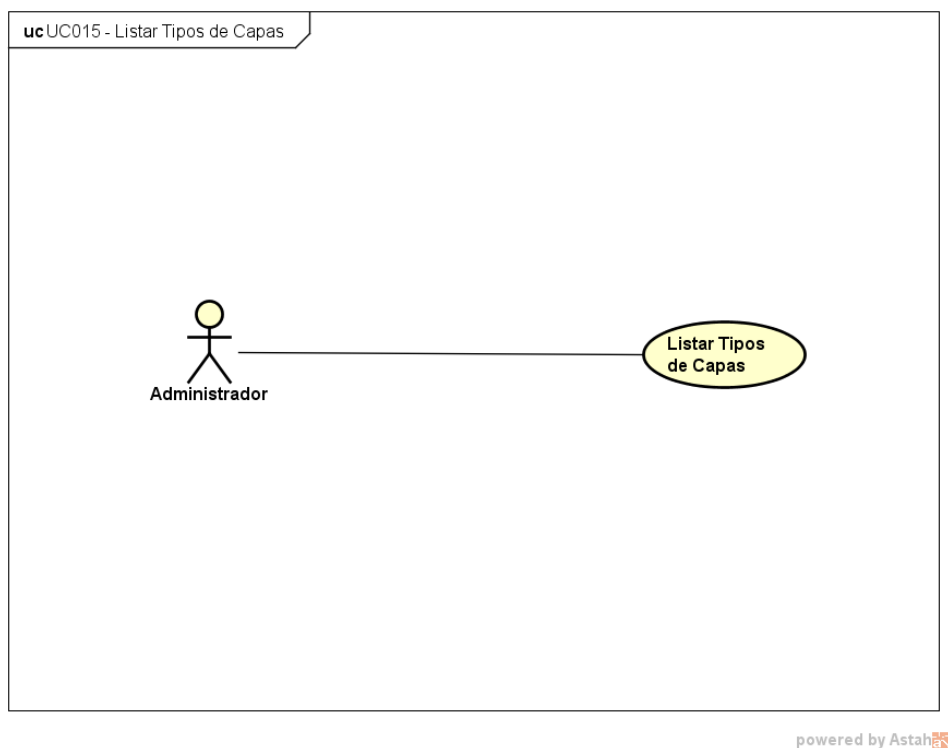 uc UC015 - Listar Tipos de Capas
Listar Tipos
de Capas
Administrador
powered by Astah